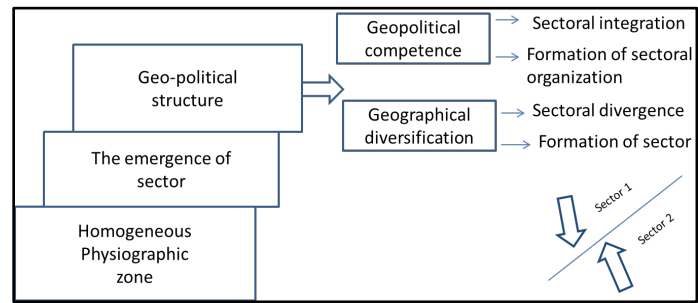 Geo-political
structure
The emergence of
sector
Homogeneous
Physiographic
zone
Geopolitical
competence
Sectoral integration
Formation of sectoral
organization
Geographical
diversification
Sectoral divergence
Formation of sector
Sector 1
Sector 2